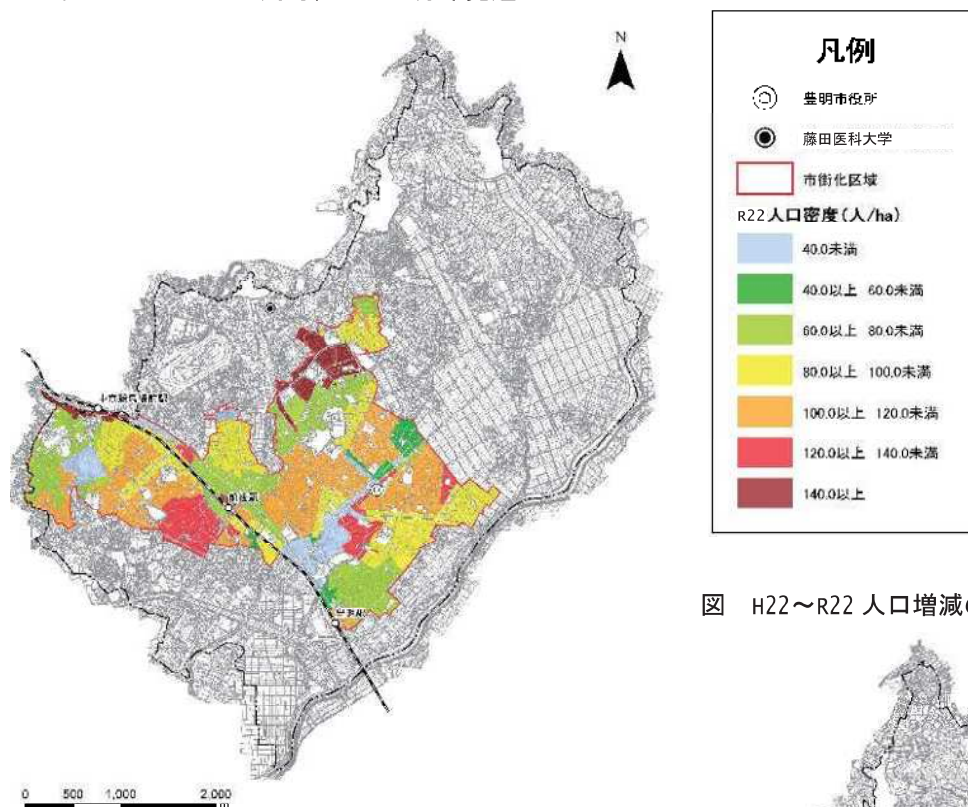 N
凡例
豊明市役所
藤田医科大学
市街化区域
R22人口密度(人/ha)
40.0未満
40.0以上 60.0未満
60.0以上 80.0未満
80.0以上 100.0未満
100.0以上 120.0未満
120.0以上 140.0未満
140.0以上
前後駅
豊明駅
図 H22～R22 人口増減
0 500 1,000 2,000
m